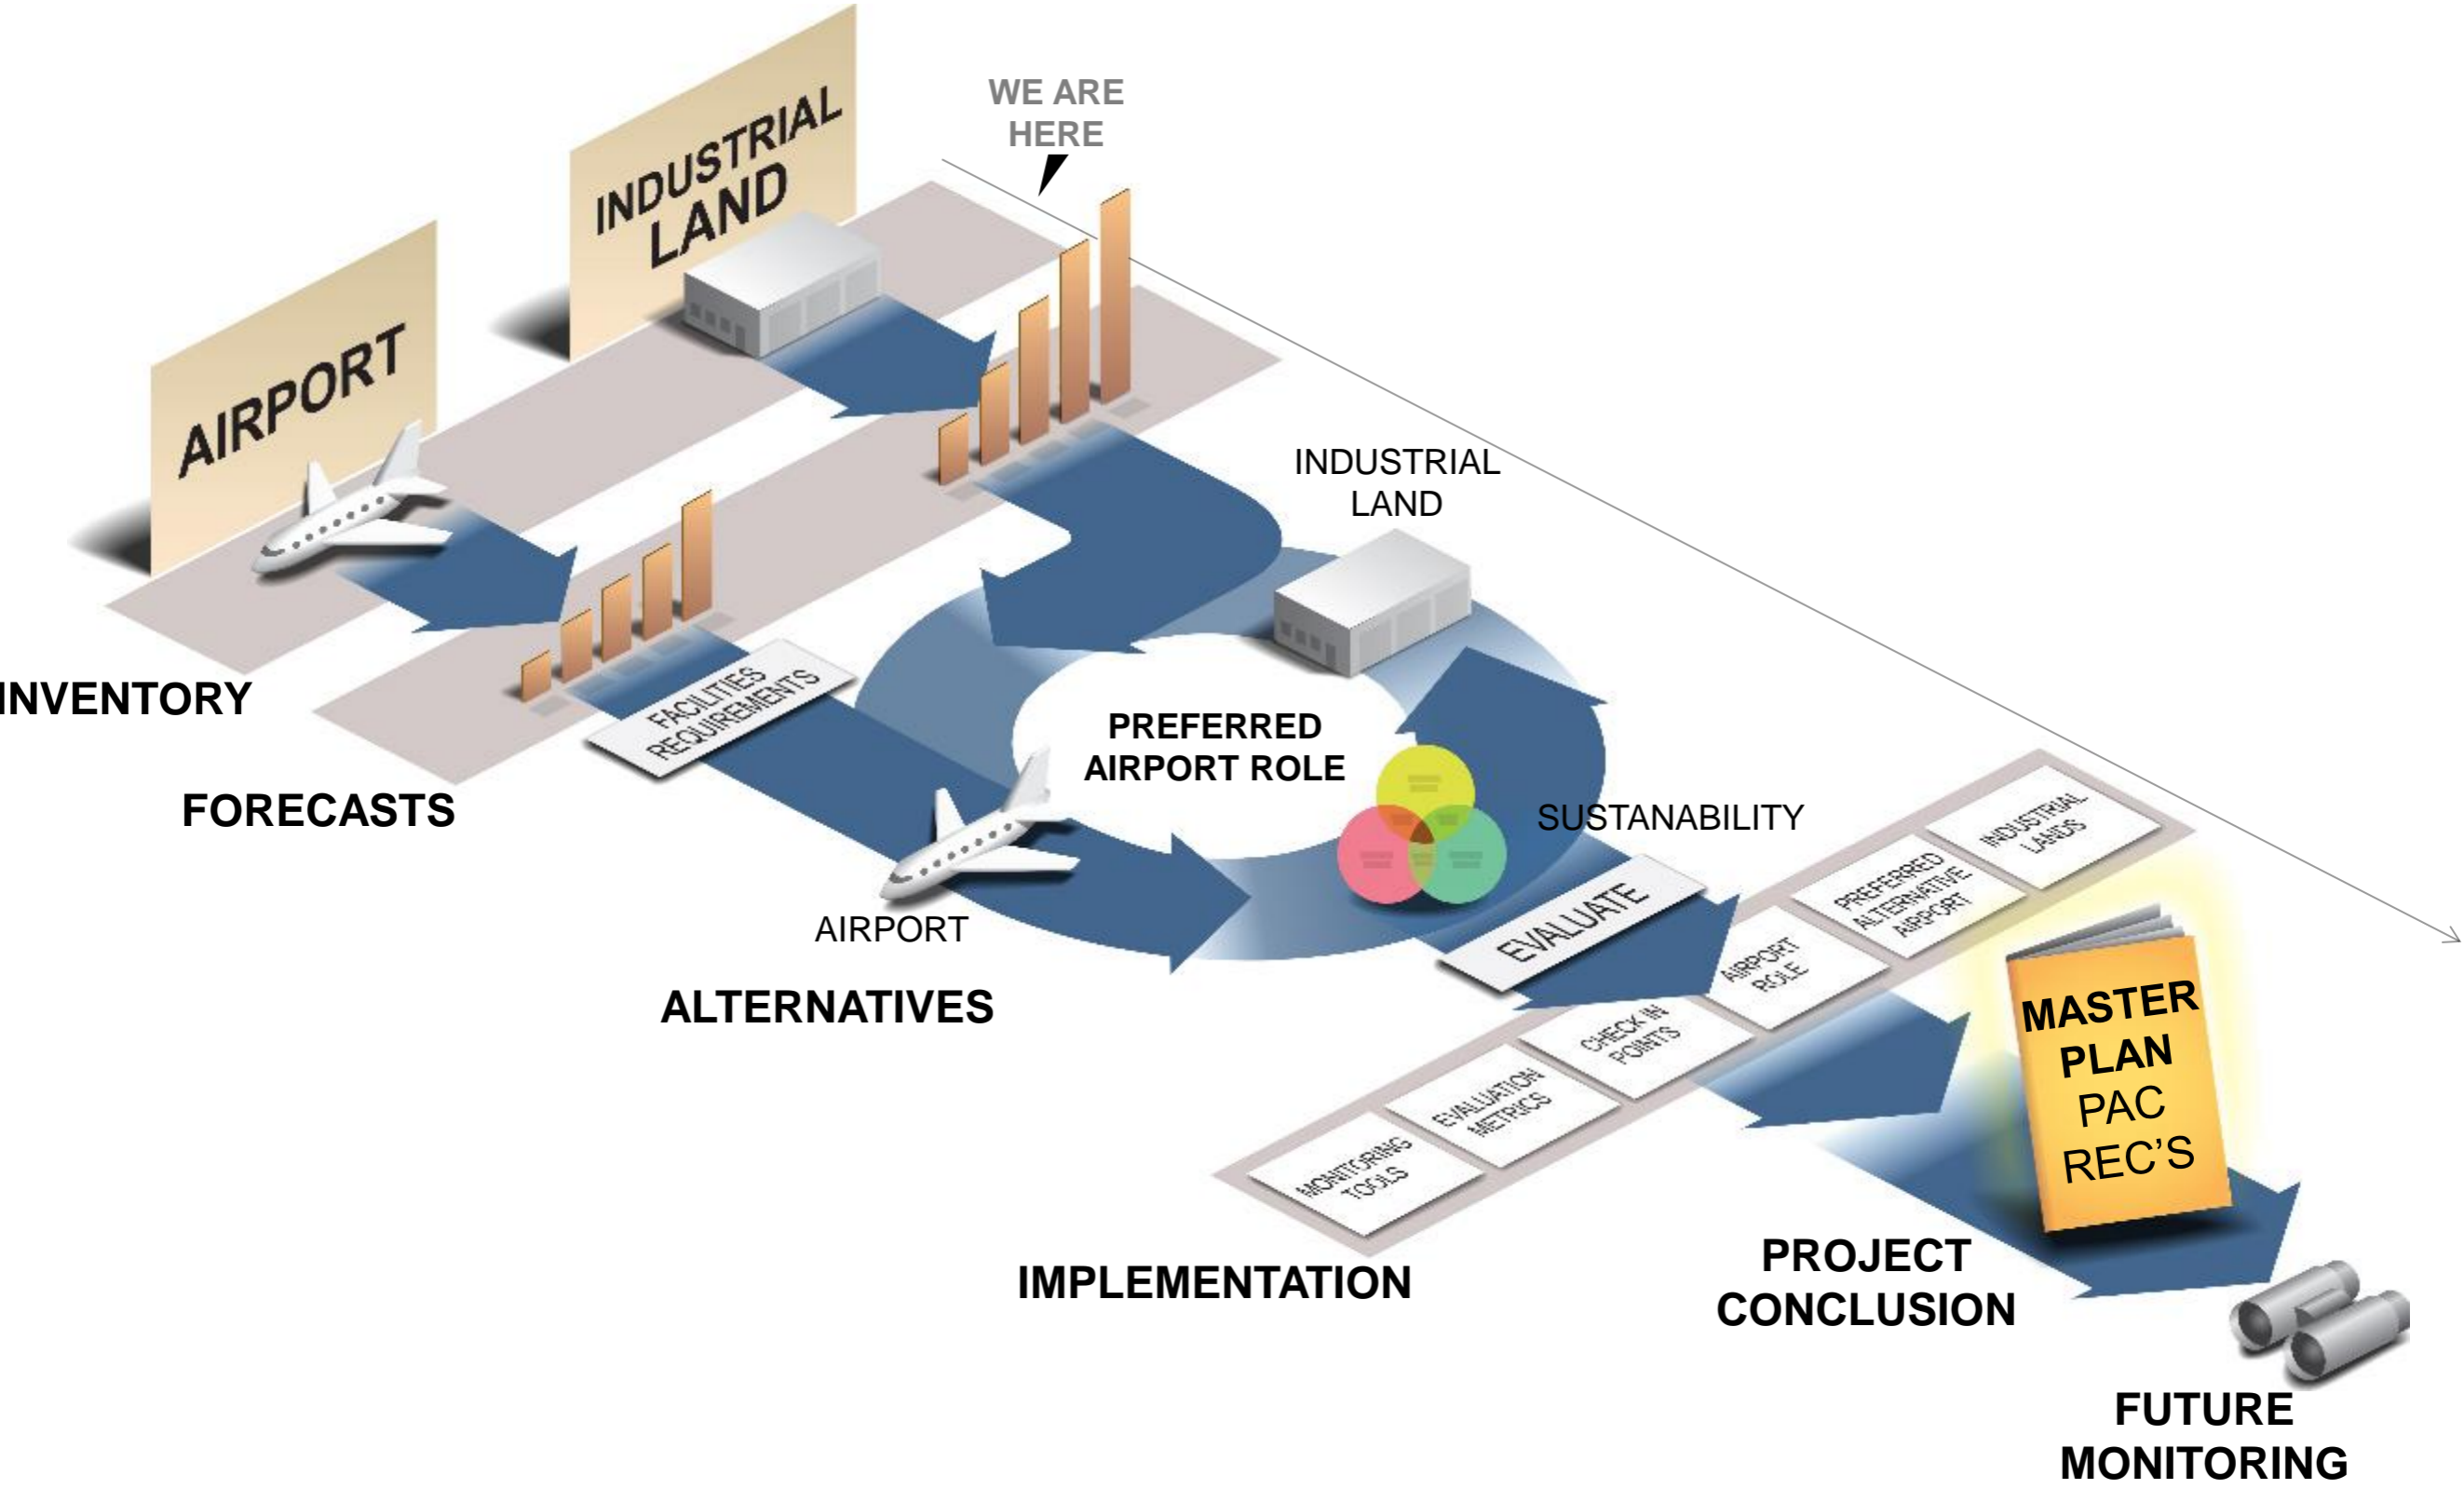 WE ARE
HERE
INDUSTRIAL
LAND
AIRPORT
INVENTORY
FORECASTS
FACILITIES
REQUIREMENTS
INDUSTRIAL
LAND
PREFERRED
AIRPORT ROLE
SUSTANABILITY
AIRPORT
ALTERNATIVES
EVALUATE
INDUSTRIAL
LANDS
PREFERRED
ALTERNATIVE
AIRPORT
AIRPORT
ROLE
CHECK IN
POINTS
EVALUATION
METRICS
MONITORING
TOOLS
IMPLEMENTATION
MASTER
PLAN
PAC
REC'S
PROJECT
CONCLUSION
FUTURE
MONITORING